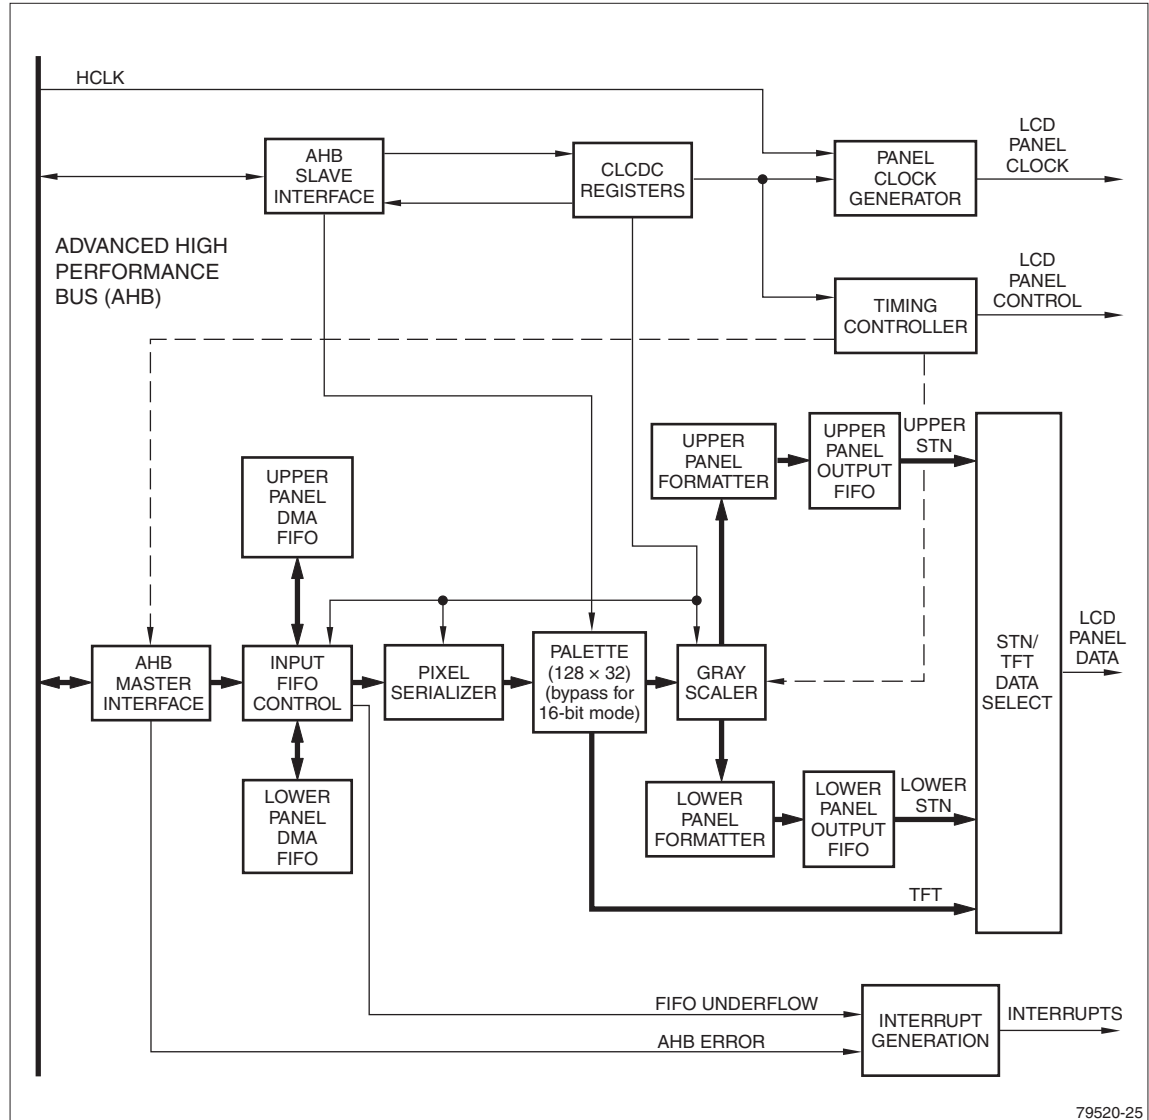 HCLK
AHB
SLAVE
INTERFACE
CLCDC
REGISTERS
PANEL
CLOCK
GENERATOR
LCD
PANEL
CLOCK
ADVANCED HIGH
PERFORMANCE
BUS (AHB)
TIMING
CONTROLLER
LCD
PANEL
CONTROL
UPPER
PANEL
FORMATTER
UPPER
PANEL
OUTPUT
FIFO
UPPER
STN
UPPER
PANEL
DMA
FIFO
AHB
MASTER
INTERFACE
INPUT
FIFO
CONTROL
PIXEL
SERIALIZER
PALETTE
(128 × 32)
(bypass for
16-bit mode)
GRAY
SCALER
STN/
TFT
DATA
SELECT
LCD
PANEL
DATA
LOWER
PANEL
DMA
FIFO
LOWER
PANEL
FORMATTER
LOWER
PANEL
OUTPUT
FIFO
LOWER
STN
TFT
FIFO UNDERFLOW
AHB ERROR
INTERRUPT
GENERATION
INTERRUPTS
79520-25